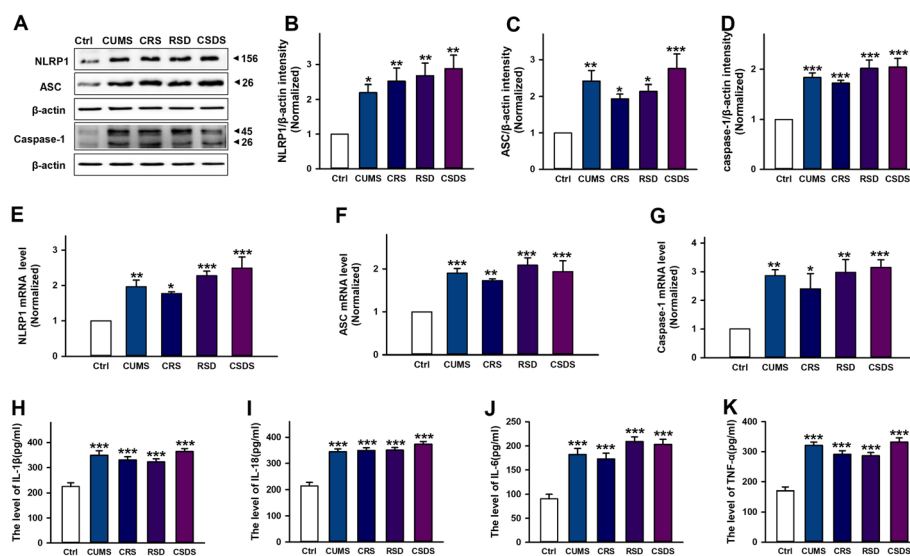 A
Ctrl CUMS CRS RSD CSDS
NLRP1 156
ASC 26
β-actin
Caspase-1 45
26
β-actin
B
NLRP1/β-actin intensity
(Normalized)
3
2
1
0
* ** ** **
Ctrl CUMS CRS RSD CSDS
C
ASC/β-actin intensity
(Normalized)
3
2
1
0
** * * ***
Ctrl CUMS CRS RSD CSDS
D
caspase-1/β-actin intensity
(Normalized)
2
1
0
*** *** *** ***
Ctrl CUMS CRS RSD CSDS
E
NLRP1 mRNA level
(Normalized)
3
2
1
0
** * *** ***
Ctrl CUMS CRS RSD CSDS
F
ASC mRNA level
(Normalized)
2
1
0
*** ** *** ***
Ctrl CUMS CRS RSD CSDS
G
Caspase-1 mRNA level
(Normalized)
4
3
2
1
0
** * ** ***
Ctrl CUMS CRS RSD CSDS
H
The level of IL-1β(pg/ml)
400
300
200
100
0
*** *** *** ***
Ctrl CUMS CRS RSD CSDS
I
The level of IL-18(pg/ml)
400
300
200
100
0
*** *** *** ***
Ctrl CUMS CRS RSD CSDS
J
The level of IL-6(pg/ml)
250
200
150
100
50
0
*** *** *** ***
Ctrl CUMS CRS RSD CSDS
K
The level of TNF-α(pg/ml)
400
300
200
100
0
*** *** *** ***
Ctrl CUMS CRS RSD CSDS